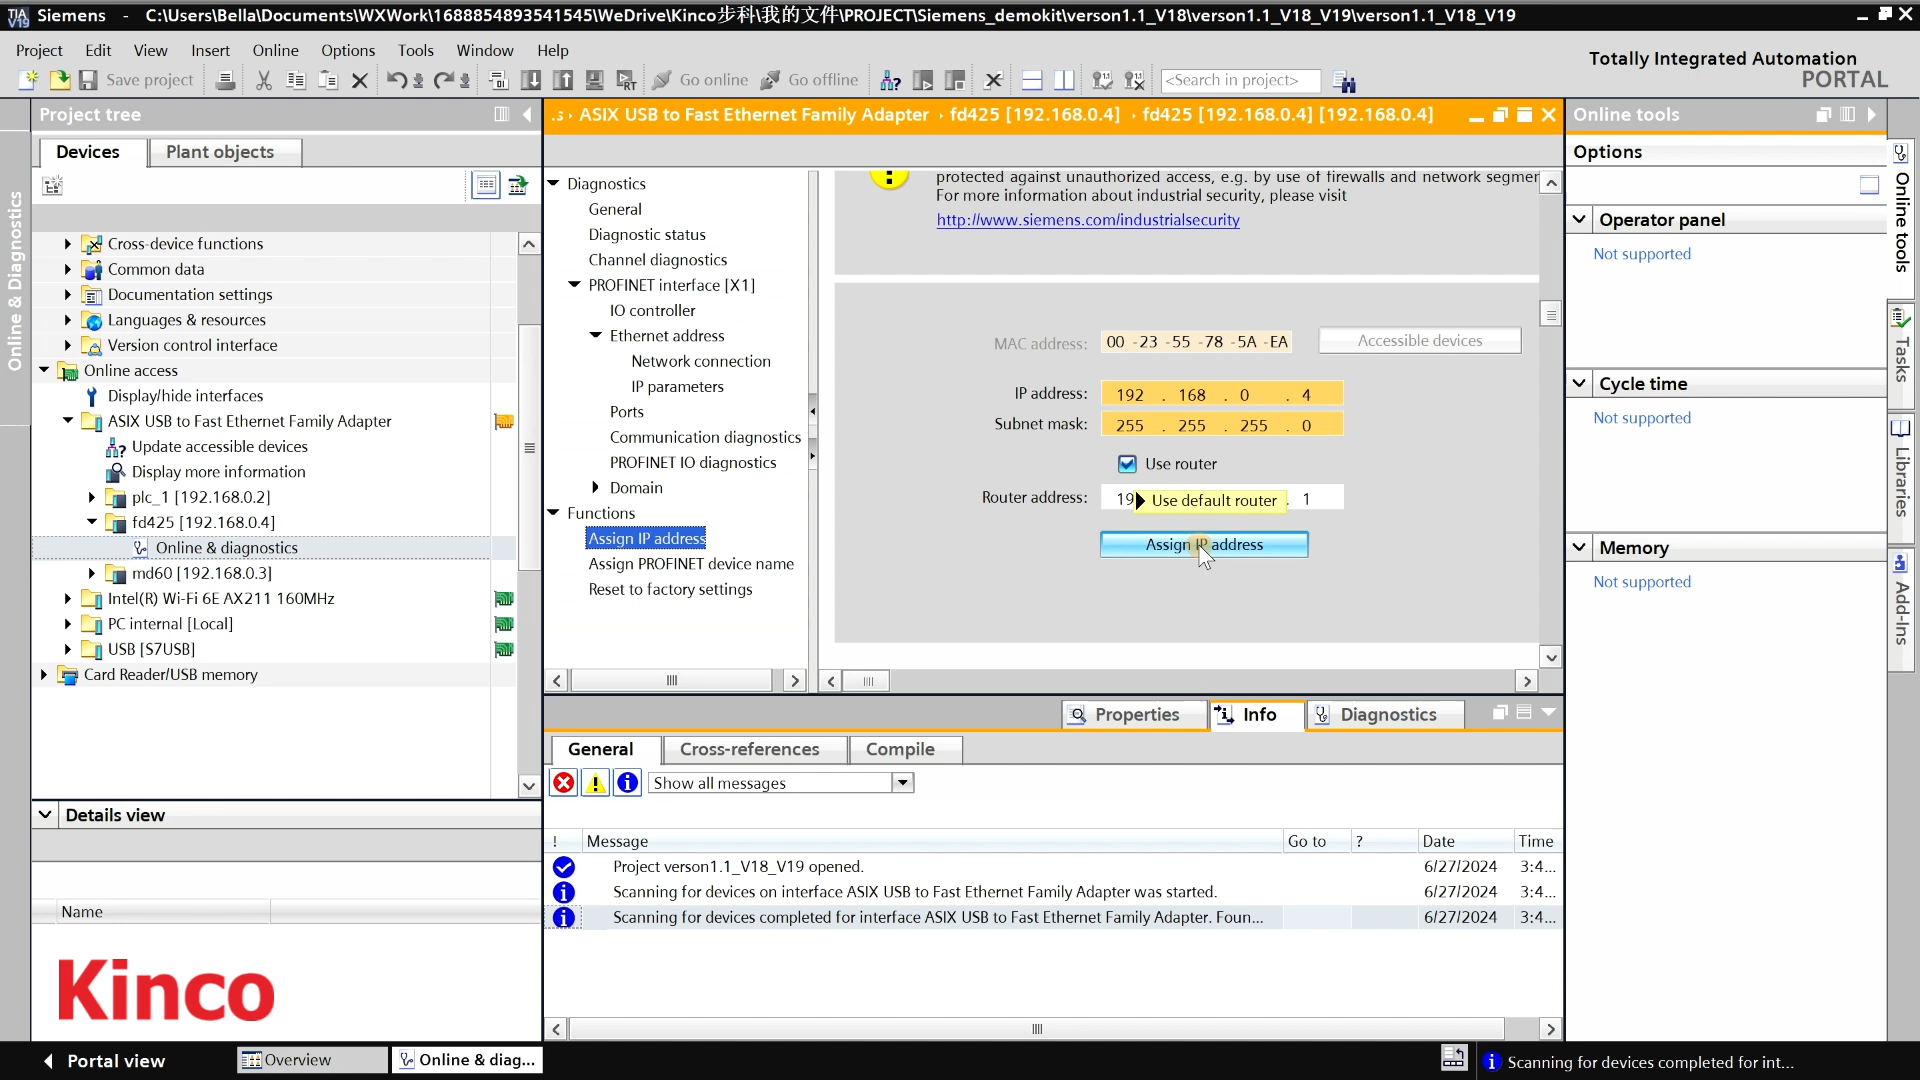 Siemens - C:\Users\Bella\Documents\WXWork\1688854893541545\WeDrive\Kinco步科\我的文件\PROJECT\Siemens_demokit\verson1.1_V18\verson1.1_V18_V19\verson1.1_V18_V19
Project Edit View Insert Online Options Tools Window Help
Totally Integrated Automation
PORTAL
Save project
Go online
Go offline
<Search in project>
Project tree
.s › ASIX USB to Fast Ethernet Family Adapter › fd425 [192.168.0.4] › fd425 [192.168.0.4] [192.168.0.4]
Online tools
Devices
Plant objects
Options
Online & Diagnostics
Cross-device functions
Common data
Documentation settings
Languages & resources
Version control interface
Online access
Display/hide interfaces
ASIX USB to Fast Ethernet Family Adapter
Update accessible devices
Display more information
plc_1 [192.168.0.2]
fd425 [192.168.0.4]
Online & diagnostics
md60 [192.168.0.3]
Intel(R) Wi-Fi 6E AX211 160MHz
PC internal [Local]
USB [S7USB]
Card Reader/USB memory
Details view
Name
Kinco
Diagnostics
General
Diagnostic status
Channel diagnostics
PROFINET interface [X1]
IO controller
Ethernet address
Network connection
IP parameters
Ports
Communication diagnostics
PROFINET IO diagnostics
Domain
Functions
Assign IP address
Assign PROFINET device name
Reset to factory settings
protected against unauthorized access, e.g. by use of firewalls and network segmen
For more information about industrial security, please visit
http://www.siemens.com/industrialsecurity
MAC address: 00 -23 -55 -78 -5A -EA
Accessible devices
IP address: 192 . 168 . 0 . 4
Subnet mask: 255 . 255 . 255 . 0
Use router
Router address: 19 . 1
Use default router
Assign IP address
Operator panel
Not supported
Cycle time
Not supported
Memory
Not supported
Online tools
Tasks
Libraries
Add-Ins
Properties
Info
Diagnostics
General
Cross-references
Compile
Show all messages
! Message Go to ? Date Time
Project verson1.1_V18_V19 opened. 6/27/2024 3:4...
Scanning for devices on interface ASIX USB to Fast Ethernet Family Adapter was started. 6/27/2024 3:4...
Scanning for devices completed for interface ASIX USB to Fast Ethernet Family Adapter. Foun... 6/27/2024 3:4...
Portal view
Overview
Online & diag...
Scanning for devices completed for int...